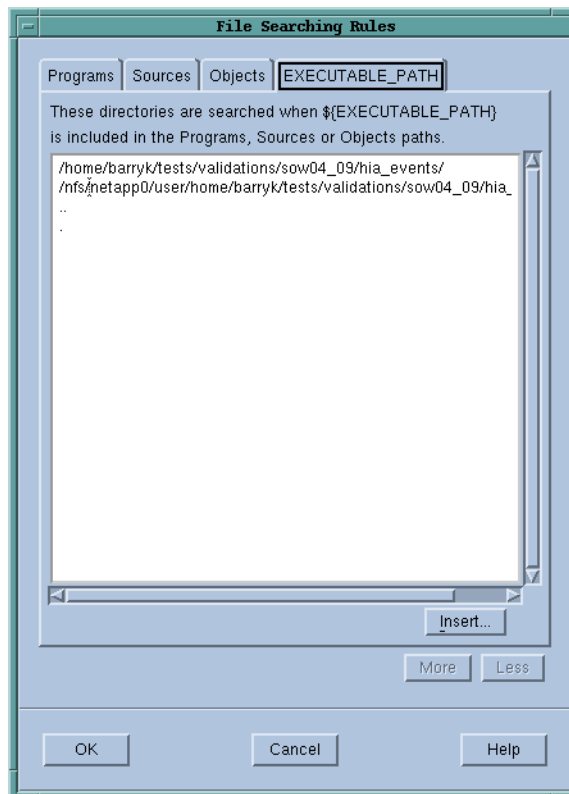 File Searching Rules
Programs Sources Objects EXECUTABLE_PATH
These directories are searched when ${EXECUTABLE_PATH}
is included in the Programs, Sources or Objects paths.
/home/barryk/tests/validations/sow04_09/hia_events/
/nfs/netapp0/user/home/barryk/tests/validations/sow04_09/hia_
..
.
Insert...
More Less
OK Cancel Help